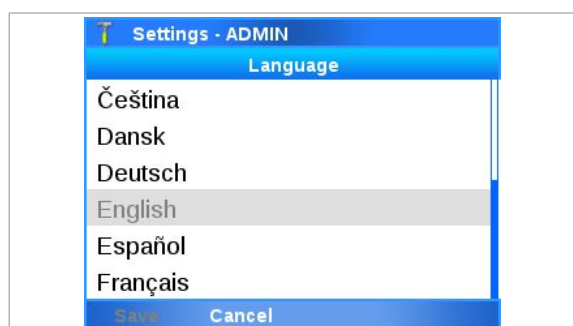 Settings - ADMIN
Language
Čeština
Dansk
Deutsch
English
Español
Français
Save Cancel